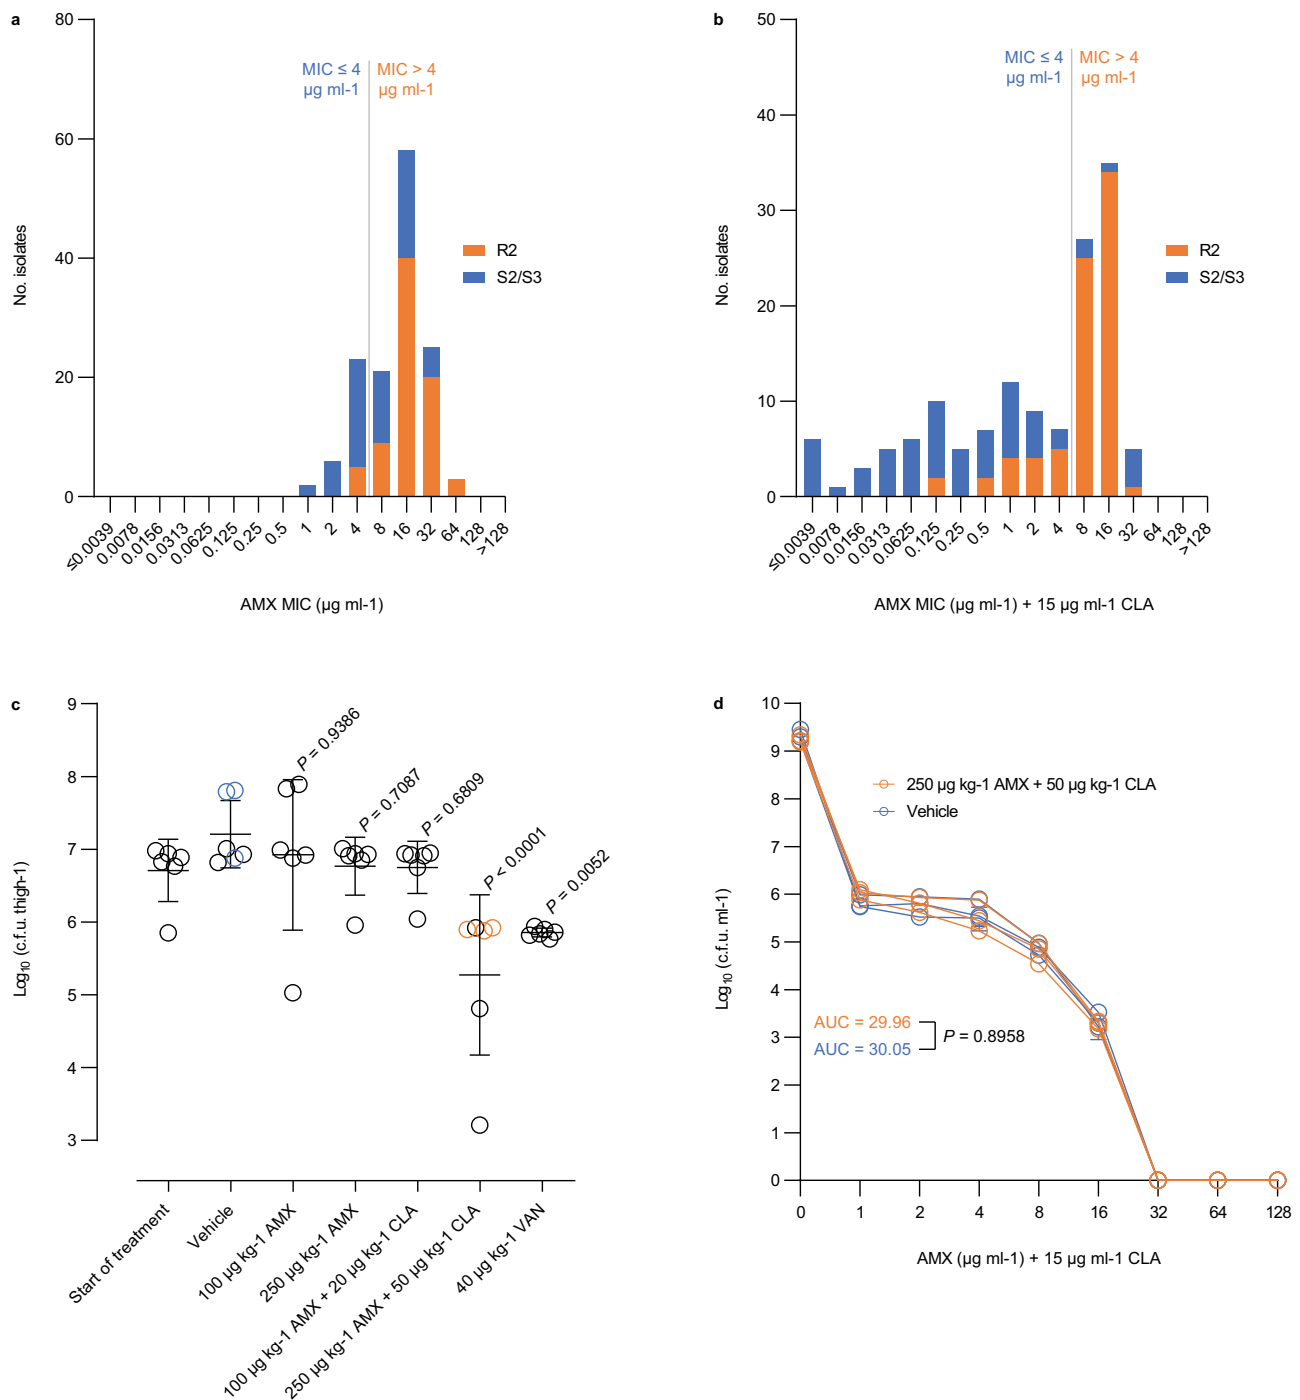 a
80
60
40
20
0
No. isolates
MIC ≤ 4
µg ml-1
MIC > 4
µg ml-1
R2
S2/S3
≤0.0039
0.0078
0.0156
0.0313
0.0625
0.125
0.25
0.5
1
2
4
8
16
32
64
128
>128
AMX MIC (µg ml-1)
b
50
40
30
20
10
0
No. isolates
MIC ≤ 4
µg ml-1
MIC > 4
µg ml-1
R2
S2/S3
≤0.0039
0.0078
0.0156
0.0313
0.0625
0.125
0.25
0.5
1
2
4
8
16
32
64
128
>128
AMX MIC (µg ml-1) + 15 µg ml-1 CLA
c
9
8
7
6
5
4
3
Log10 (c.f.u. thigh-1)
P = 0.9386
P = 0.7087
P = 0.6809
P < 0.0001
P = 0.0052
Start of treatment
Vehicle
100 µg kg-1 AMX
250 µg kg-1 AMX
100 µg kg-1 AMX + 20 µg kg-1 CLA
250 µg kg-1 AMX + 50 µg kg-1 CLA
40 µg kg-1 VAN
d
10
9
8
7
6
5
4
3
2
1
0
Log10 (c.f.u. ml-1)
250 µg kg-1 AMX + 50 µg kg-1 CLA
Vehicle
AUC = 29.96
AUC = 30.05
P = 0.8958
0
1
2
4
8
16
32
64
128
AMX (µg ml-1) + 15 µg ml-1 CLA